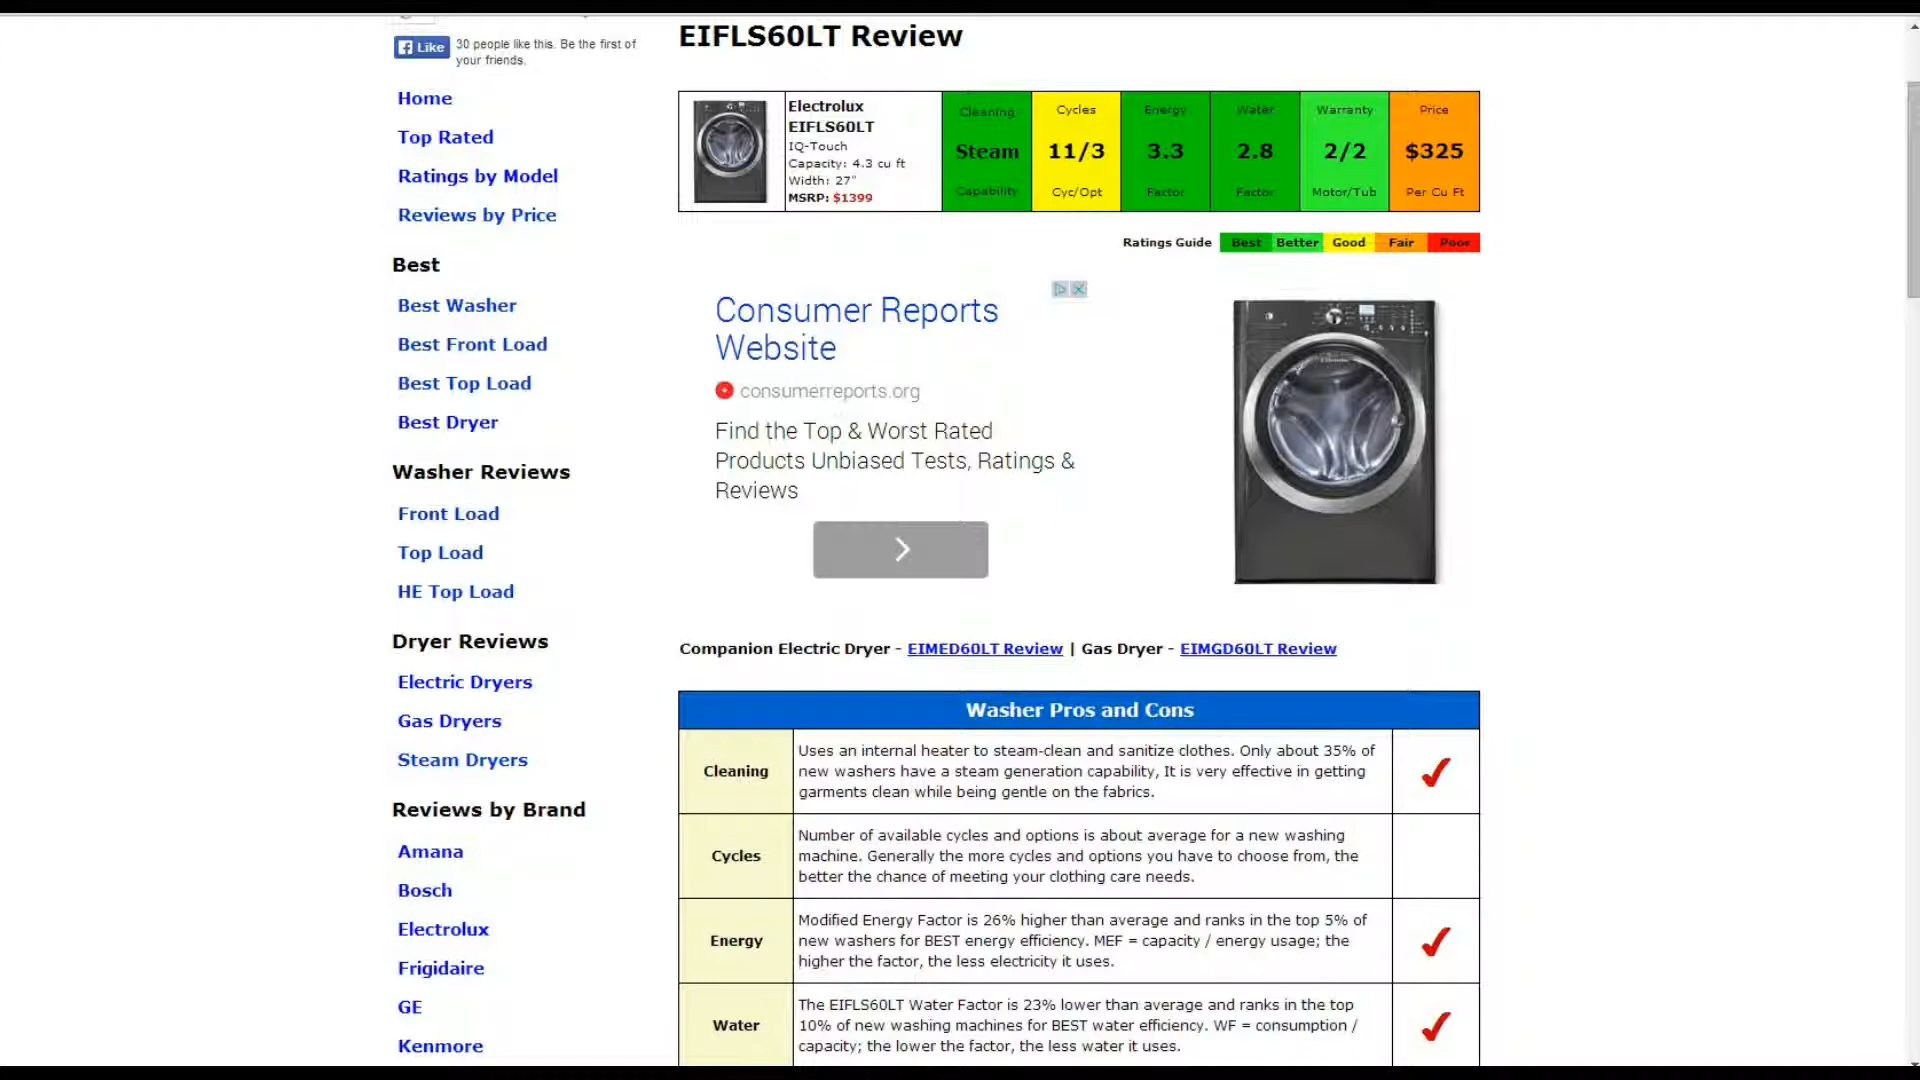 Like
30 people like this. Be the first of
your friends.
Home
Top Rated
Ratings by Model
Reviews by Price
Best
Best Washer
Best Front Load
Best Top Load
Best Dryer
Washer Reviews
Front Load
Top Load
HE Top Load
Dryer Reviews
Electric Dryers
Gas Dryers
Steam Dryers
Reviews by Brand
Amana
Bosch
Electrolux
Frigidaire
GE
Kenmore
EIFLS60LT Review
Electrolux
EIFLS60LT
IQ-Touch
Capacity: 4.3 cu ft
Width: 27"
MSRP: $1399
Cleaning
Steam
Capability
Cycles
11/3
Cyc/Opt
Energy
3.3
Factor
Water
2.8
Factor
Warranty
2/2
Motor/Tub
Price
$325
Per Cu Ft
Ratings Guide Best Better Good Fair Poor
Consumer Reports
Website
consumerreports.org
Find the Top & Worst Rated
Products Unbiased Tests, Ratings &
Reviews
Companion Electric Dryer - EIMED60LT Review | Gas Dryer - EIMGD60LT Review
Washer Pros and Cons
Cleaning
Uses an internal heater to steam-clean and sanitize clothes. Only about 35% of
new washers have a steam generation capability, It is very effective in getting
garments clean while being gentle on the fabrics.
Cycles
Number of available cycles and options is about average for a new washing
machine. Generally the more cycles and options you have to choose from, the
better the chance of meeting your clothing care needs.
Energy
Modified Energy Factor is 26% higher than average and ranks in the top 5% of
new washers for BEST energy efficiency. MEF = capacity / energy usage; the
higher the factor, the less electricity it uses.
Water
The EIFLS60LT Water Factor is 23% lower than average and ranks in the top
10% of new washing machines for BEST water efficiency. WF = consumption /
capacity; the lower the factor, the less water it uses.